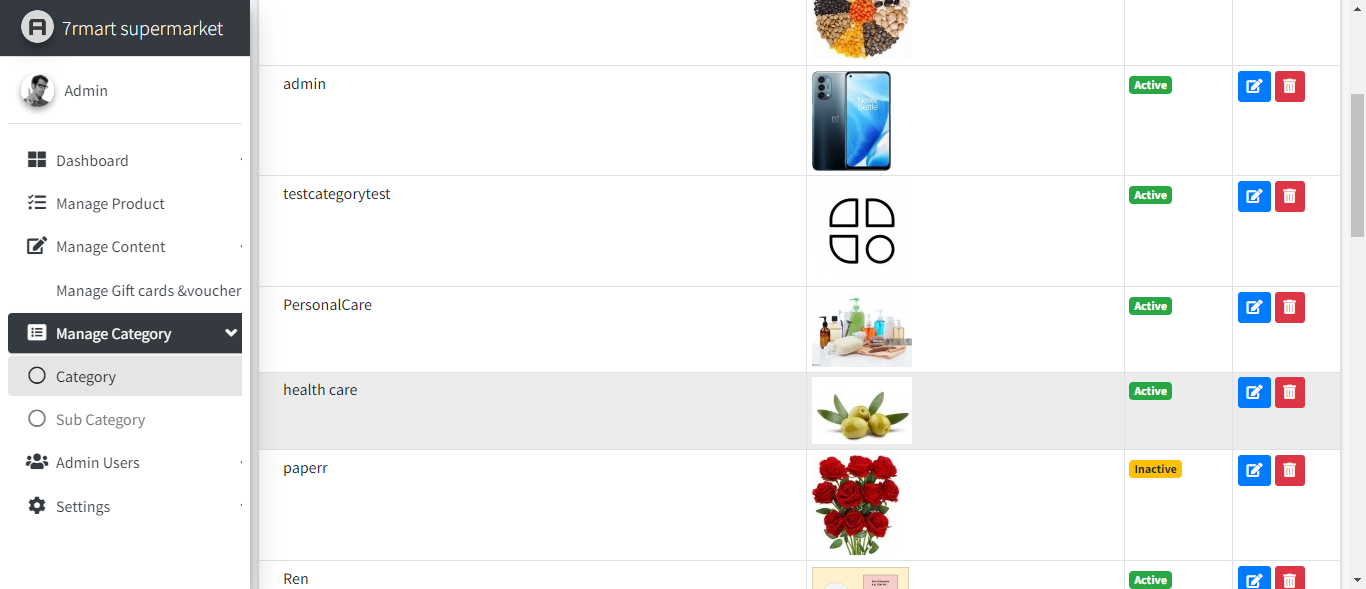 7rmart supermarket
Admin
Dashboard
Manage Product
Manage Content
Manage Gift cards &voucher
Manage Category
Category
Sub Category
Admin Users
Settings
admin
Never
Settle
Active
testcategorytest
Active
PersonalCare
Active
health care
Active
paperr
Inactive
Ren
Active